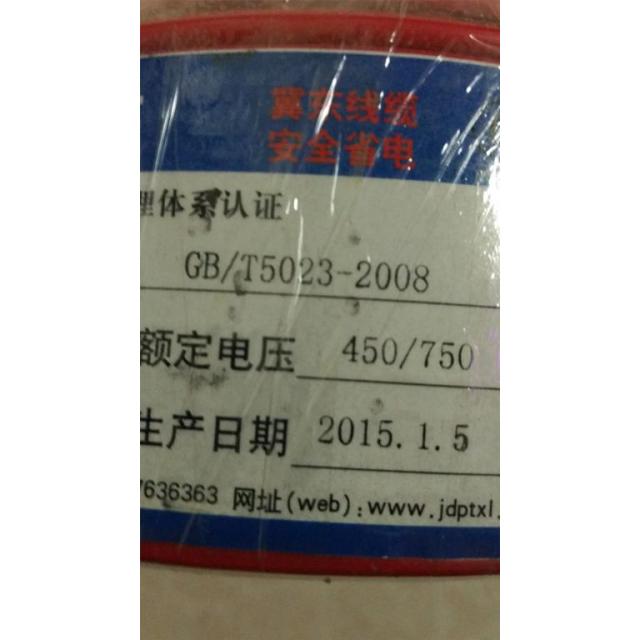 冀东线缆
安全省电
理体系认证
GB/T5023-2008
额定电压 450/750
生产日期 2015.1.5
7636363 网址(web):www.jdptxl.